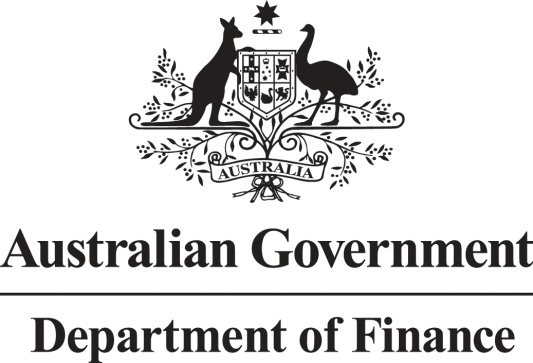 AUSTRALIA
Australian Government
Department of Finance